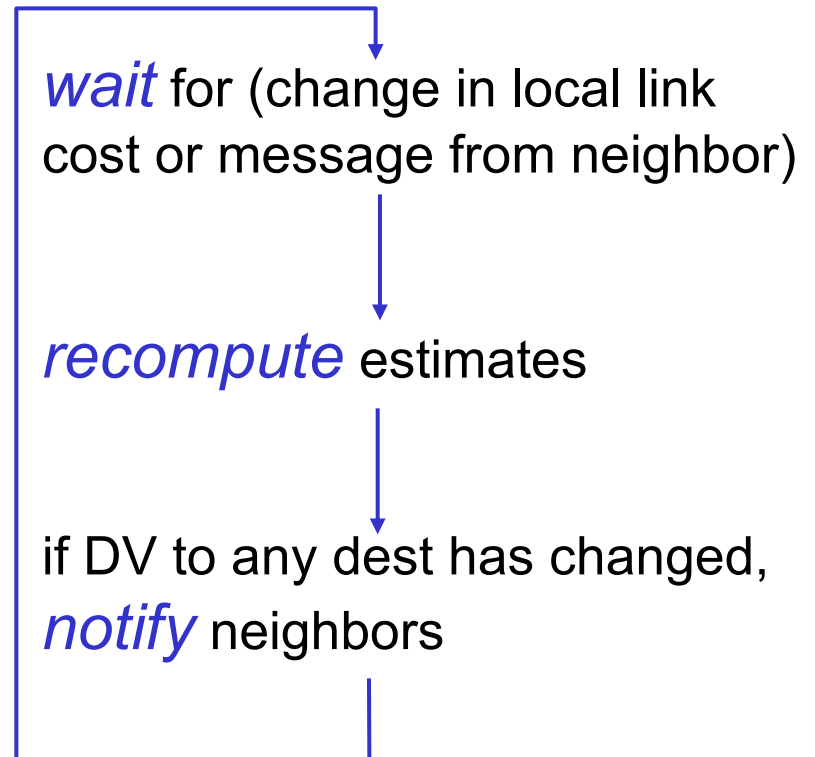 wait for (change in local link
cost or message from neighbor)
recompute estimates
if DV to any dest has changed,
notify neighbors